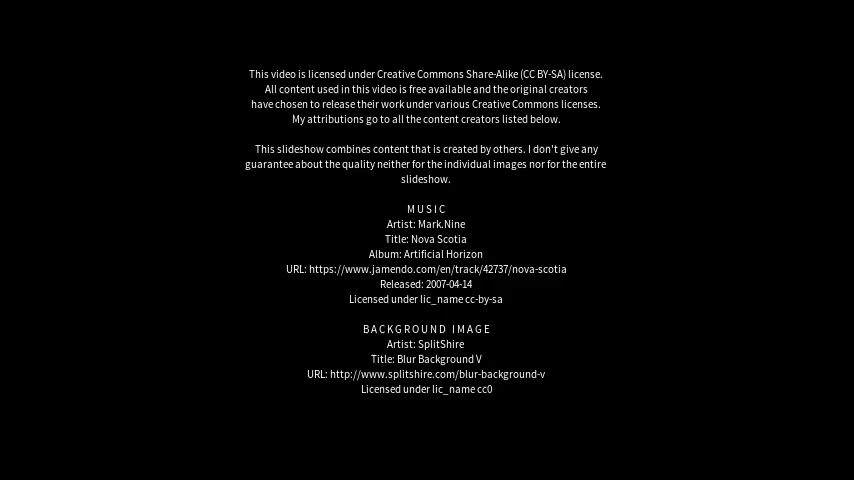 This video is licensed under Creative Commons Share-Alike (CC BY-SA) license.
All content used in this video is free available and the original creators
have chosen to release their work under various Creative Commons licenses.
My attributions go to all the content creators listed below.
This slideshow combines content that is created by others. I don't give any
guarantee about the quality neither for the individual images nor for the entire
slideshow.
MUSIC
Artist: Mark.Nine
Title: Nova Scotia
Album: Artificial Horizon
URL: https://www.jamendo.com/en/track/42737/nova-scotia
Released: 2007-04-14
Licensed under lic_name cc-by-sa
BACKGROUND IMAGE
Artist: SplitShire
Title: Blur Background V
URL: http://www.splitshire.com/blur-background-v
Licensed under lic_name cc0